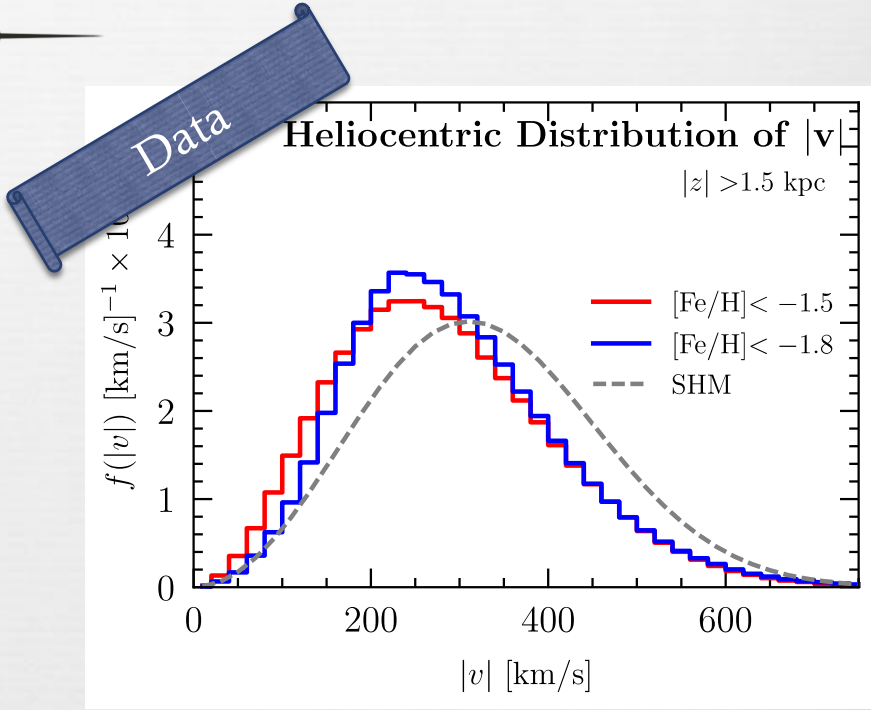 Data
Heliocentric Distribution of |v|
|z| >1.5 kpc
[Fe/H]< −1.5
[Fe/H]< −1.8
SHM
f(|v|) [km/s]⁻¹ ×
4
3
2
1
0
0 200 400 600
|v| [km/s]